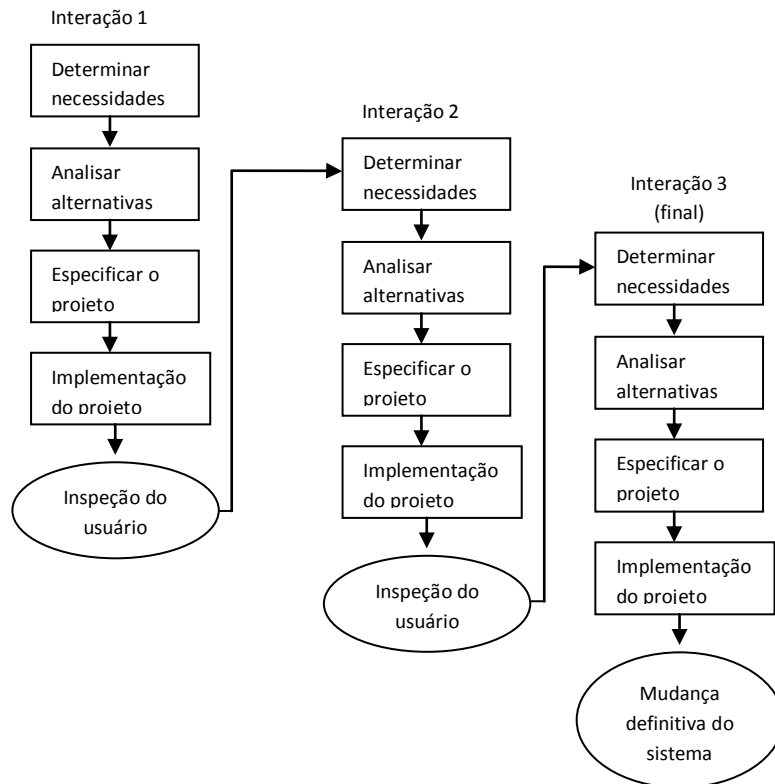 Interação 1
Determinar
necessidades
Analisar
alternativas
Especificar o
projeto
Implementação
do projeto
Inspeção do
usuário
Interação 2
Determinar
necessidades
Analisar
alternativas
Especificar o
projeto
Implementação
do projeto
Inspeção do
usuário
Interação 3
(final)
Determinar
necessidades
Analisar
alternativas
Especificar o
projeto
Implementação
do projeto
Mudança
definitiva do
sistema